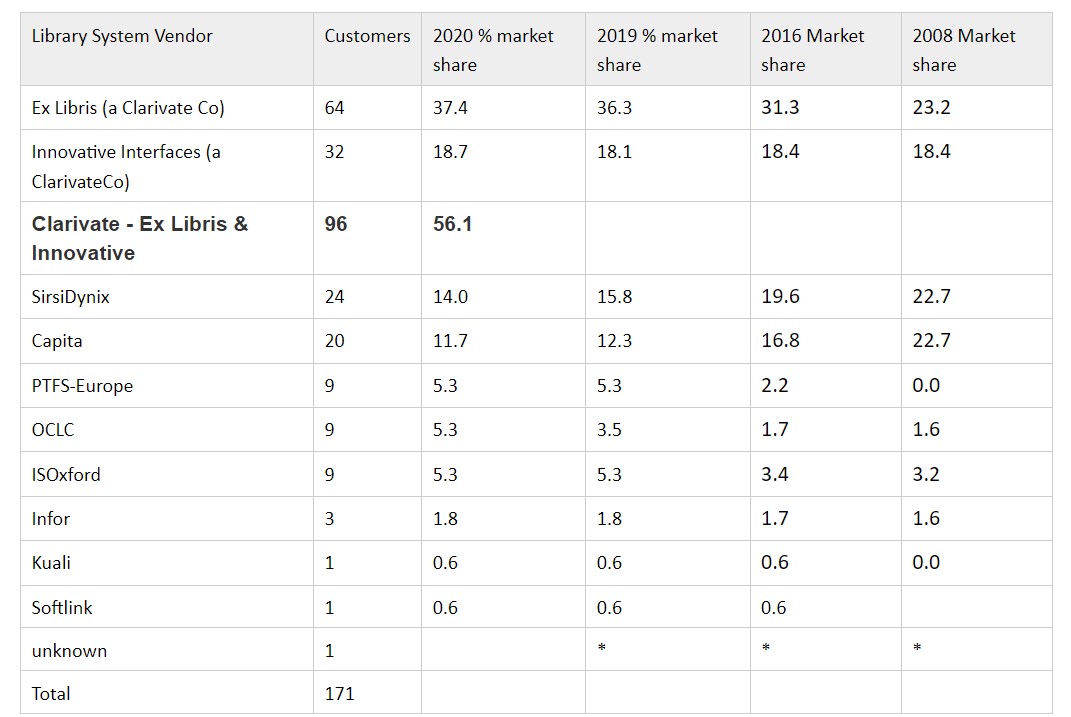 Library System Vendor Customers 2020 % market share 2019 % market share 2016 Market share 2008 Market share
Ex Libris (a Clarivate Co) 64 37.4 36.3 31.3 23.2
Innovative Interfaces (a ClarivateCo) 32 18.7 18.1 18.4 18.4
Clarivate - Ex Libris & Innovative 96 56.1
SirsiDynix 24 14.0 15.8 19.6 22.7
Capita 20 11.7 12.3 16.8 22.7
PTFS-Europe 9 5.3 5.3 2.2 0.0
OCLC 9 5.3 3.5 1.7 1.6
ISOxford 9 5.3 5.3 3.4 3.2
Infor 3 1.8 1.8 1.7 1.6
Kuali 1 0.6 0.6 0.6 0.0
Softlink 1 0.6 0.6 0.6
unknown 1 * * *
Total 171